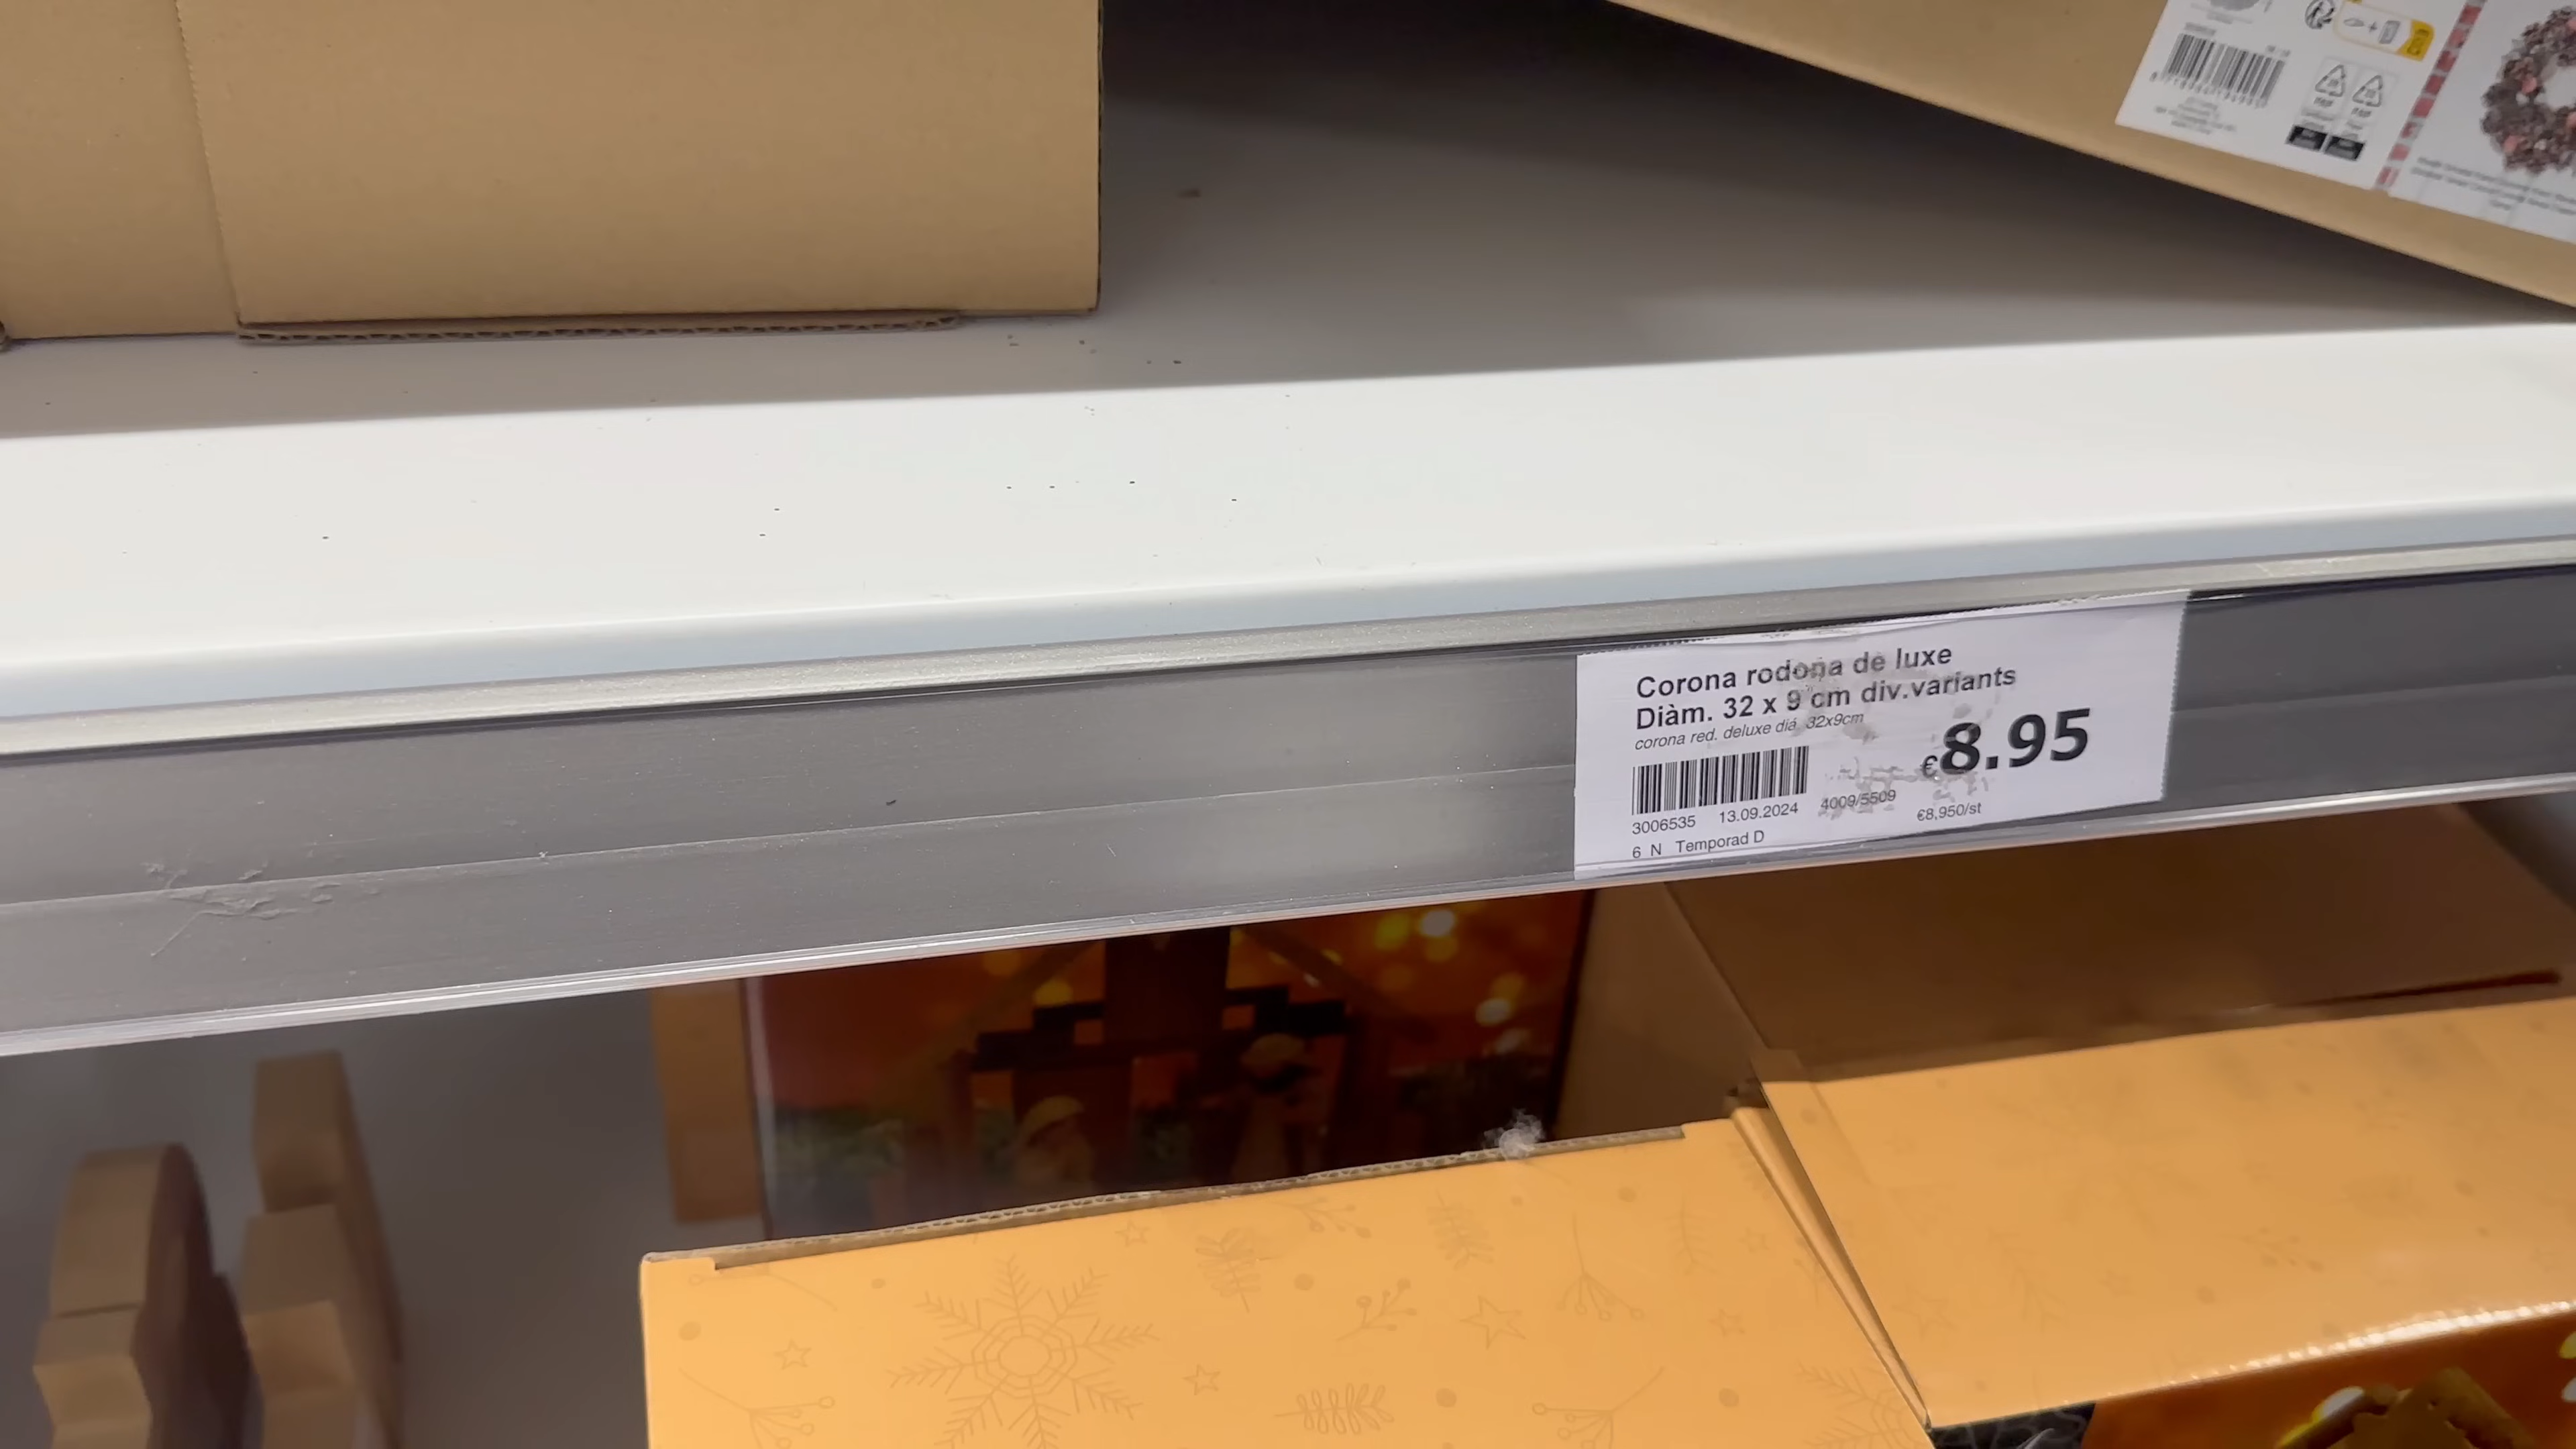 Corona rodona de luxe
Diàm. 32 x 9 cm div.variants
corona red. deluxe diá 32x9cm
€8.95
3006535 13.09.2024 4009/5509 €8,950/st
6 N Temporad D